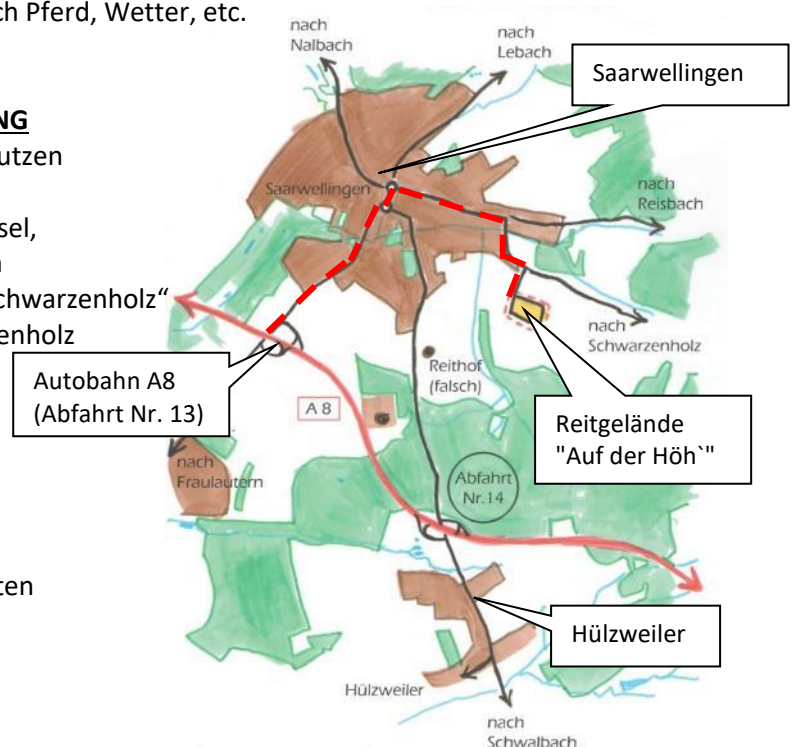 ch Pferd, Wetter, etc.
NG
utzen
sel,
n
chwarzenholz“
enholz
ten
nach
Nalbach
nach
Lebach
Saarwellingen
Saarwellingen
nach
Reisbach
nach
Schwarzenholz
Reithof
(falsch)
Autobahn A8
(Abfahrt Nr. 13)
A 8
Reitgelände
"Auf der Höh`"
nach
Fraulautern
Abfahrt
Nr.14
Hülzweiler
Hülzweiler
nach
Schwalbach